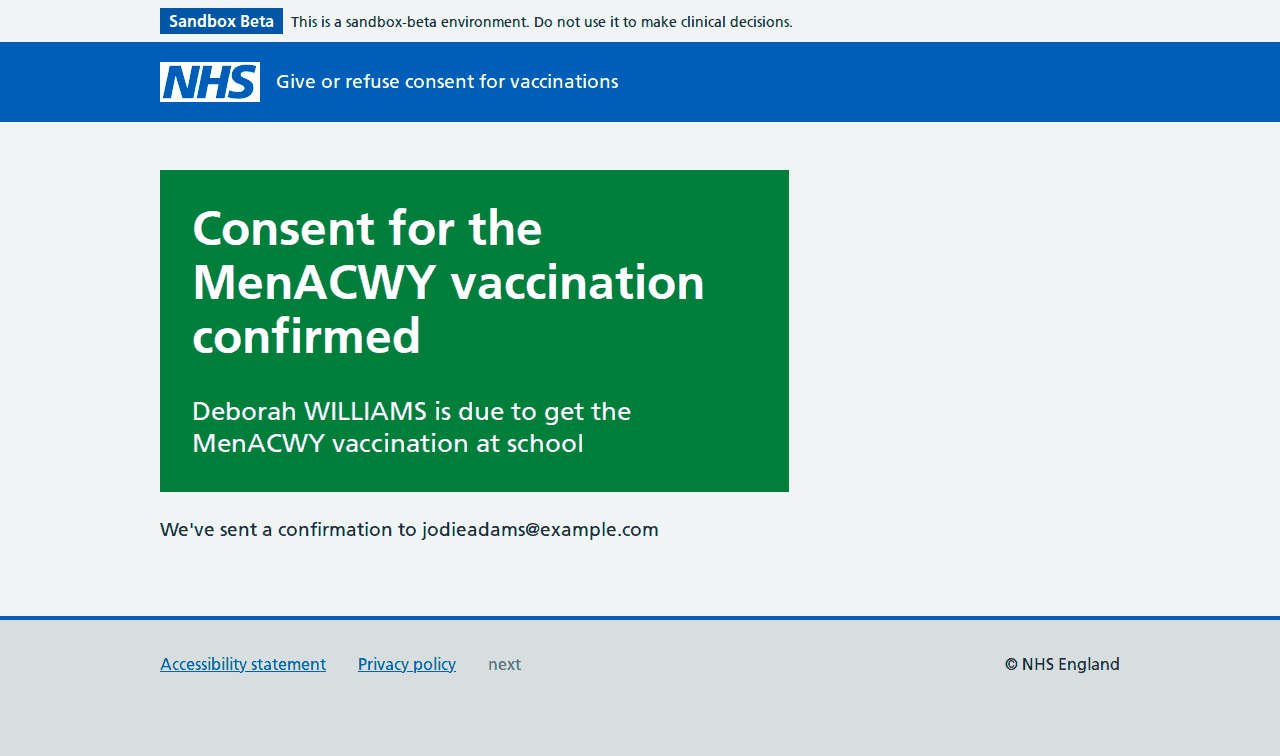 Sandbox Beta This is a sandbox-beta environment. Do not use it to make clinical decisions.
NHS Give or refuse consent for vaccinations
Consent for the
MenACWY vaccination
confirmed
Deborah WILLIAMS is due to get the
MenACWY vaccination at school
We've sent a confirmation to jodieadams@example.com
Accessibility statement Privacy policy next © NHS England